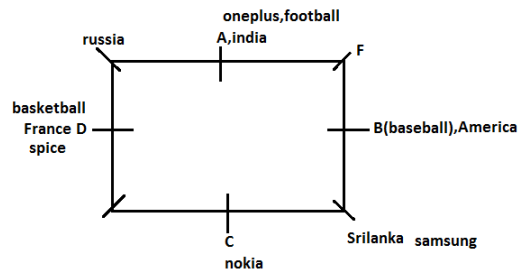 oneplus,football
russia
A,india
F
basketball
France D
spice
B(baseball),America
C
nokia
Srilanka samsung